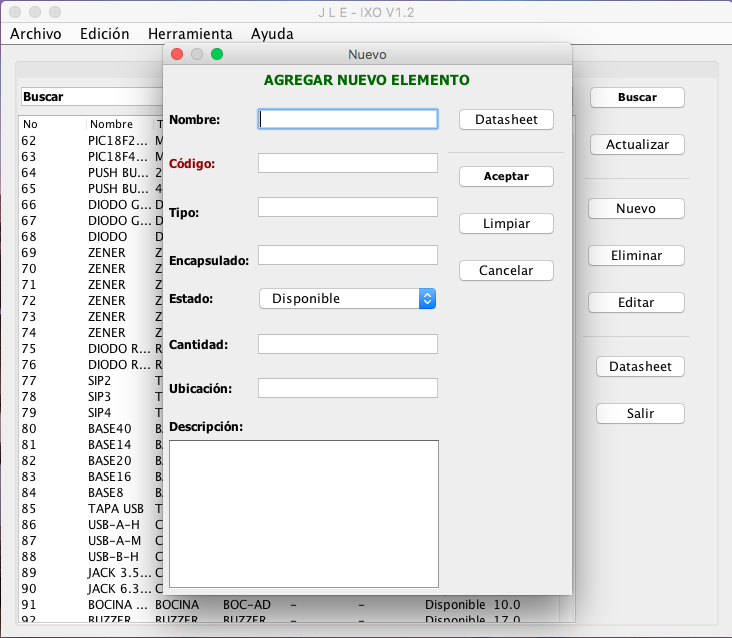 J L E - IXO V1.2
Archivo Edición Herramienta Ayuda
Nuevo
AGREGAR NUEVO ELEMENTO
Nombre:
Código:
Tipo:
Encapsulado:
Estado: Disponible
Cantidad:
Ubicación:
Descripción:
Datasheet
Aceptar
Limpiar
Cancelar
Buscar
Buscar
Actualizar
Nuevo
Eliminar
Editar
Datasheet
Salir
No Nombre T
62 PIC18F2... M
63 PIC18F4... M
64 PUSH BU... 2
65 PUSH BU... 4
66 DIODO G... D
67 DIODO G... D
68 DIODO D
69 ZENER Z
70 ZENER Z
71 ZENER Z
72 ZENER Z
73 ZENER Z
74 ZENER Z
75 DIODO R... R
76 DIODO R... R
77 SIP2 T
78 SIP3 T
79 SIP4 T
80 BASE40 B
81 BASE14 B
82 BASE20 B
83 BASE16 B
84 BASE8 B
85 TAPA USB T
86 USB-A-H C
87 USB-A-M C
88 USB-B-H C
89 JACK 3.5... C
90 JACK 6.3... C
91 BOCINA ... BOCINA BOC-AD - - Disponible 10.0
92 BUZZER BUZZER BUZZER - - Disponible 17.0